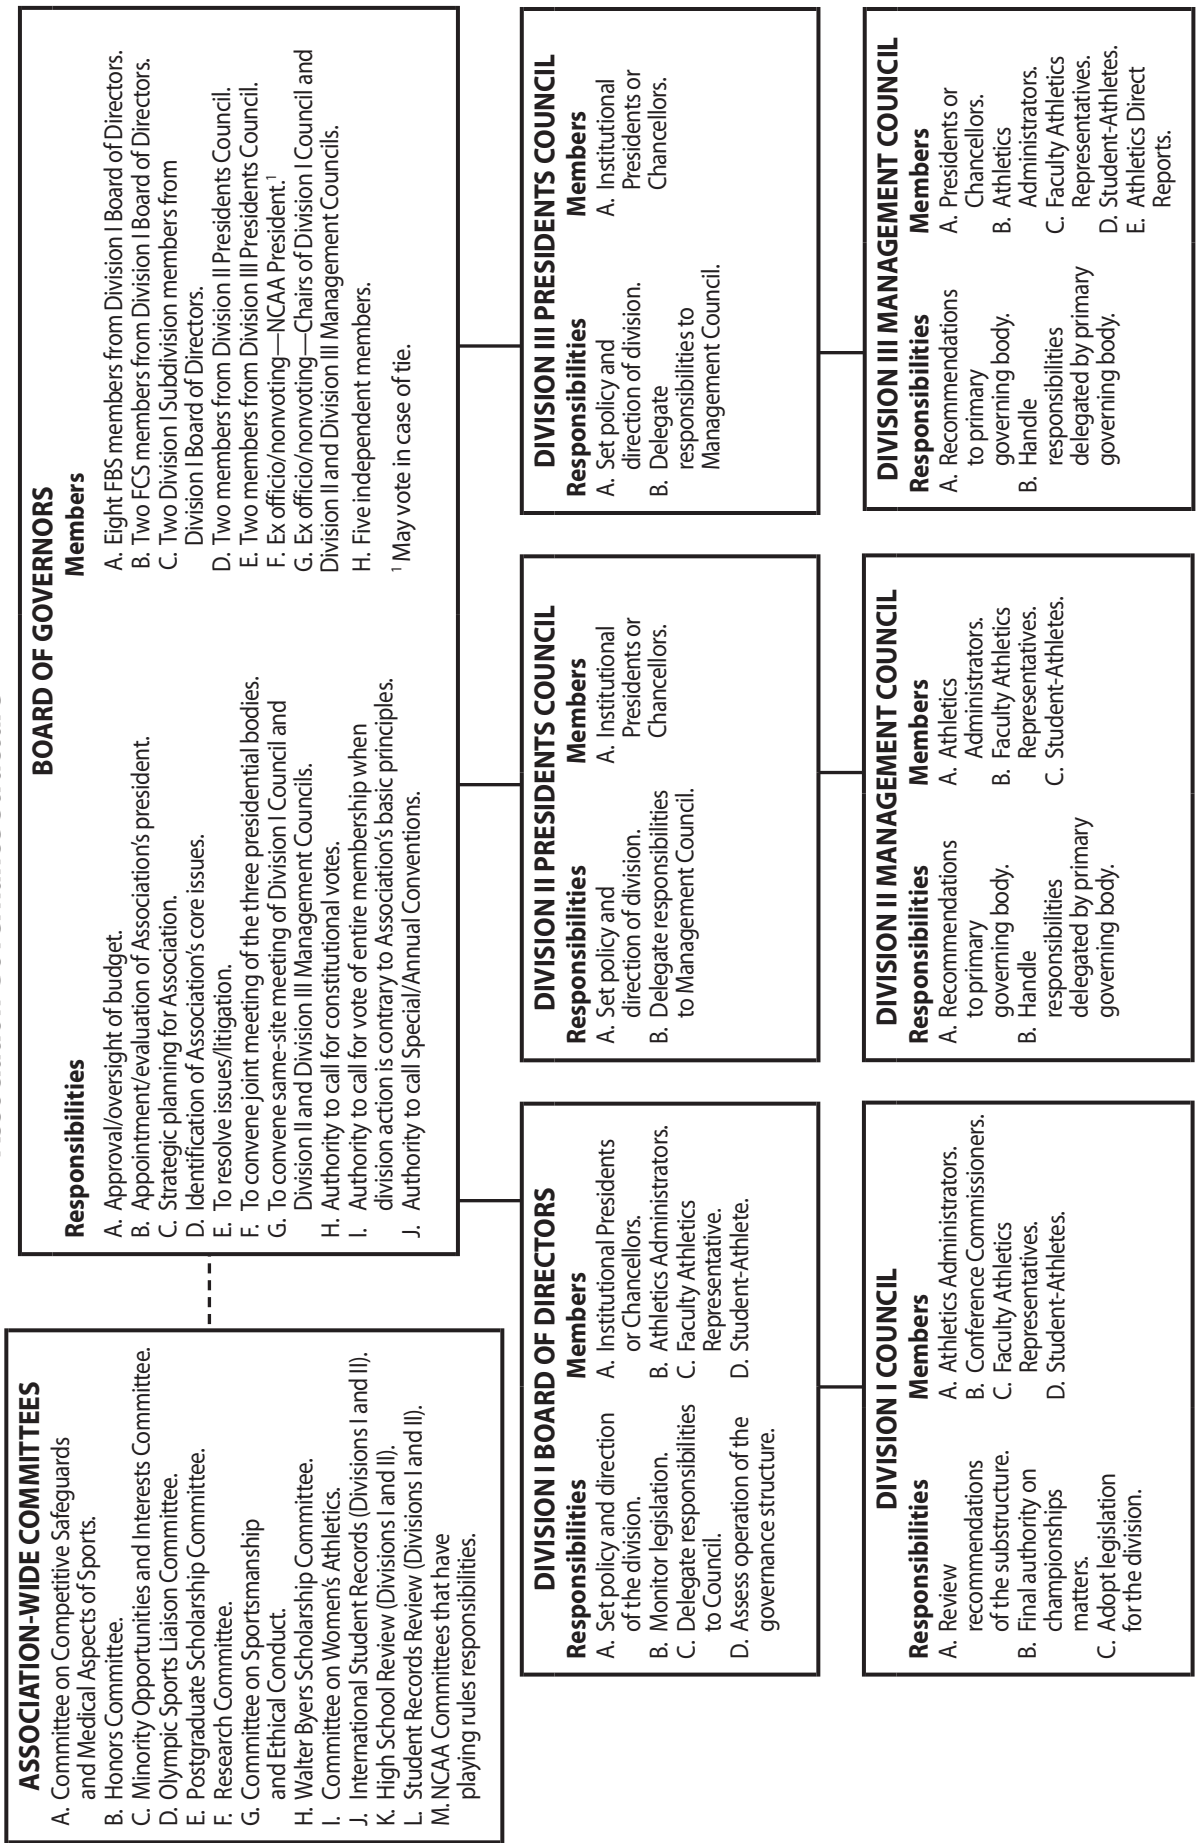 ASSOCIATION-WIDE COMMITTEES
A. Committee on Competitive Safeguards
and Medical Aspects of Sports.
B. Honors Committee.
C. Minority Opportunities and Interests Committee.
D. Olympic Sports Liaison Committee.
E. Postgraduate Scholarship Committee.
F. Research Committee.
G. Committee on Sportsmanship
and Ethical Conduct.
H. Walter Byers Scholarship Committee.
I. Committee on Women's Athletics.
J. International Student Records (Divisions I and II).
K. High School Review (Divisions I and II).
L. Student Records Review (Divisions I and II).
M. NCAA Committees that have
playing rules responsibilities.
BOARD OF GOVERNORS
Responsibilities
A. Approval/oversight of budget.
B. Appointment/evaluation of Association's president.
C. Strategic planning for Association.
D. Identification of Association's core issues.
E. To resolve issues/litigation.
F. To convene joint meeting of the three presidential bodies.
G. To convene same-site meeting of Division I Council and
Division II and Division III Management Councils.
H. Authority to call for constitutional votes.
I. Authority to call for vote of entire membership when
division action is contrary to Association's basic principles.
J. Authority to call Special/Annual Conventions.
Members
A. Eight FBS members from Division I Board of Directors.
B. Two FCS members from Division I Board of Directors.
C. Two Division I Subdivision members from
Division I Board of Directors.
D. Two members from Division II Presidents Council.
E. Two members from Division III Presidents Council.
F. Ex officio/nonvoting—NCAA President.¹
G. Ex officio/nonvoting—Chairs of Division I Council and
Division II and Division III Management Councils.
H. Five independent members.
¹ May vote in case of tie.
DIVISION I BOARD OF DIRECTORS
Responsibilities
A. Set policy and direction
of the division.
B. Monitor legislation.
C. Delegate responsibilities
to Council.
D. Assess operation of the
governance structure.
Members
A. Institutional Presidents
or Chancellors.
B. Athletics Administrators.
C. Faculty Athletics
Representative.
D. Student-Athlete.
DIVISION II PRESIDENTS COUNCIL
Responsibilities
A. Set policy and
direction of division.
B. Delegate responsibilities
to Management Council.
Members
A. Institutional
Presidents or
Chancellors.
DIVISION III PRESIDENTS COUNCIL
Responsibilities
A. Set policy and
direction of division.
B. Delegate
responsibilities to
Management Council.
Members
A. Institutional
Presidents or
Chancellors.
DIVISION I COUNCIL
Responsibilities
A. Review
recommendations
of the substructure.
B. Final authority on
championships
matters.
C. Adopt legislation
for the division.
Members
A. Athletics Administrators.
B. Conference Commissioners.
C. Faculty Athletics
Representatives.
D. Student-Athletes.
DIVISION II MANAGEMENT COUNCIL
Responsibilities
A. Recommendations
to primary
governing body.
B. Handle
responsibilities
delegated by primary
governing body.
Members
A. Athletics
Administrators.
B. Faculty Athletics
Representatives.
C. Student-Athletes.
DIVISION III MANAGEMENT COUNCIL
Responsibilities
A. Recommendations
to primary
governing body.
B. Handle
responsibilities
delegated by primary
governing body.
Members
A. Presidents or
Chancellors.
B. Athletics
Administrators.
C. Faculty Athletics
Representatives.
D. Student-Athletes.
E. Athletics Direct
Reports.